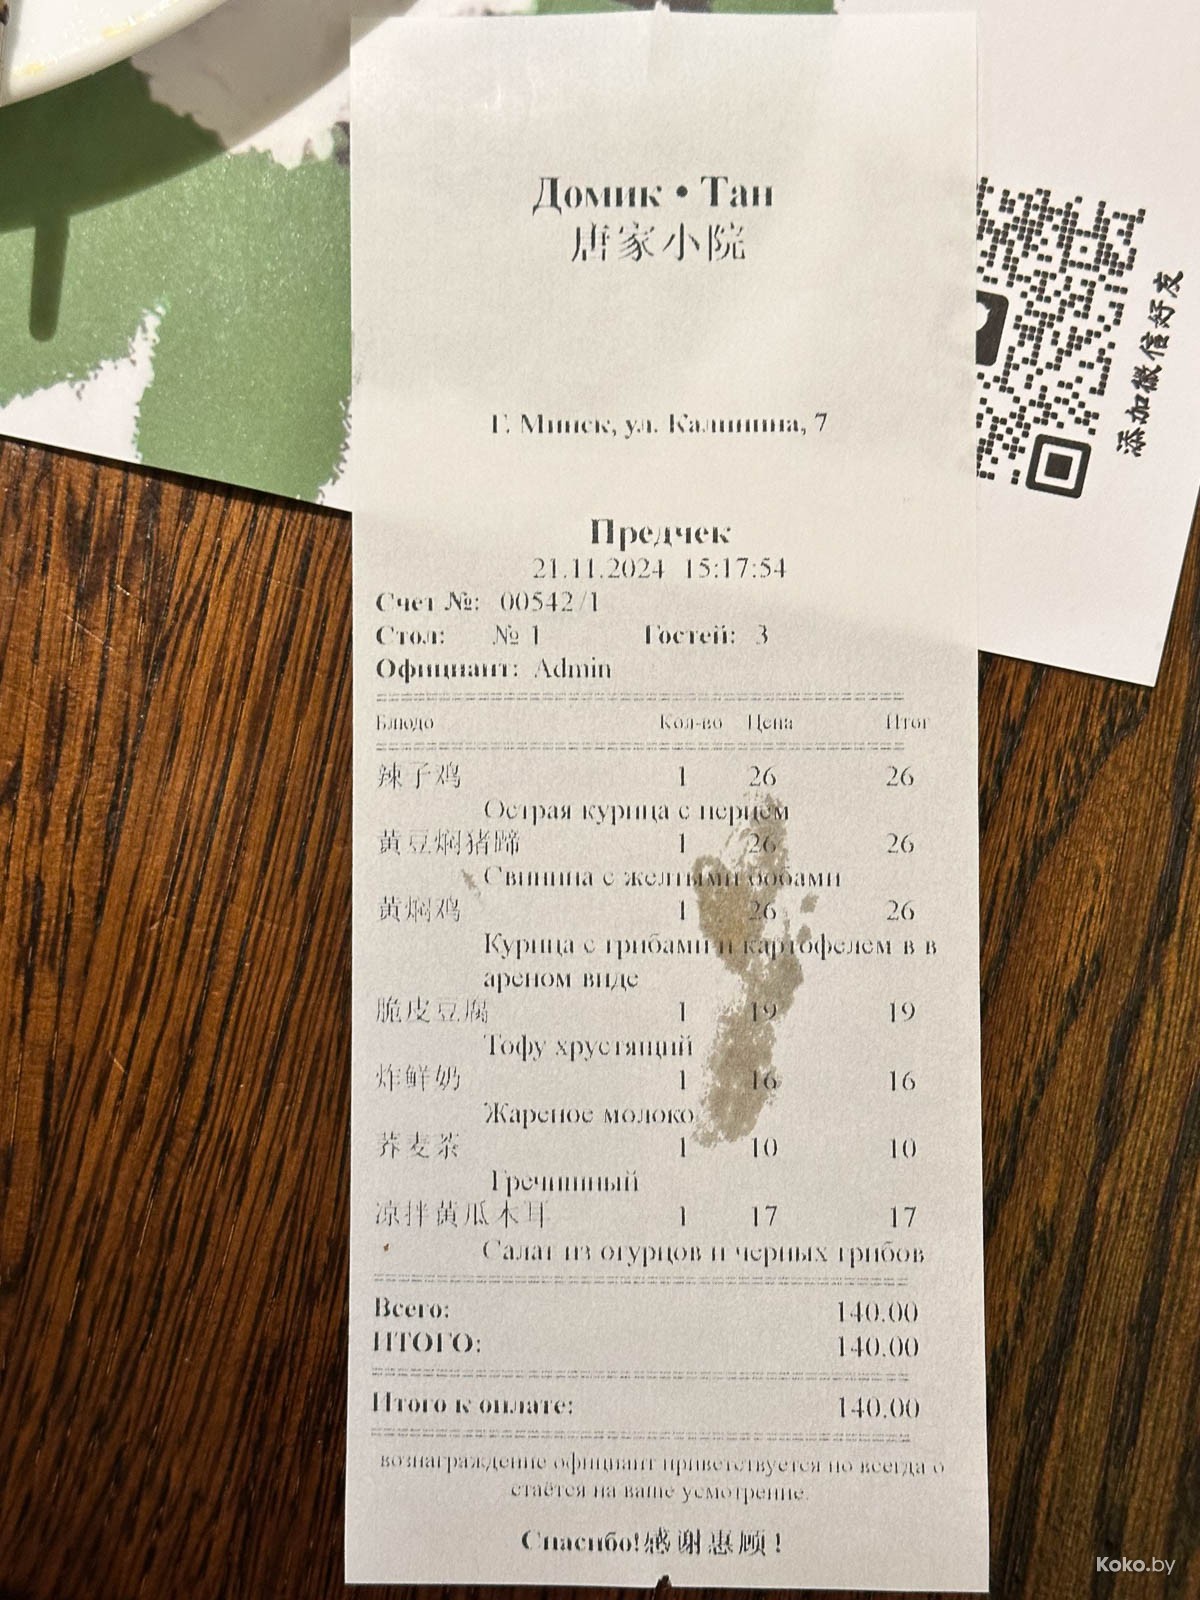 Домик • Тан
唐家小院
Г. Минск, ул. Калинина, 7
Предчек
21.11.2024 15:17:54
Счет №: 00542/1
Стол: № 1 Гостей: 3
Официант: Admin
Блюдо Кол-во Цена Итог
辣子鸡 1 26 26
Острая курица с перцем
黄豆焖猪蹄 1 26 26
Свинина с желтыми бобами
黄焖鸡 1 26 26
Курица с грибами и картофелем в в
ареном виде
脆皮豆腐 1 19 19
Тофу хрустящий
炸鲜奶 1 16 16
Жареное молоко
荞麦茶 1 10 10
Гречишный
凉拌黄瓜木耳 1 17 17
Салат из огурцов и черных грибов
Всего: 140.00
ИТОГО: 140.00
Итого к оплате: 140.00
вознаграждение официант приветствуется но всегда о
стаётся на ваше усмотрение.
Спасибо!感谢惠顾！
添加微信好友
Koko.by